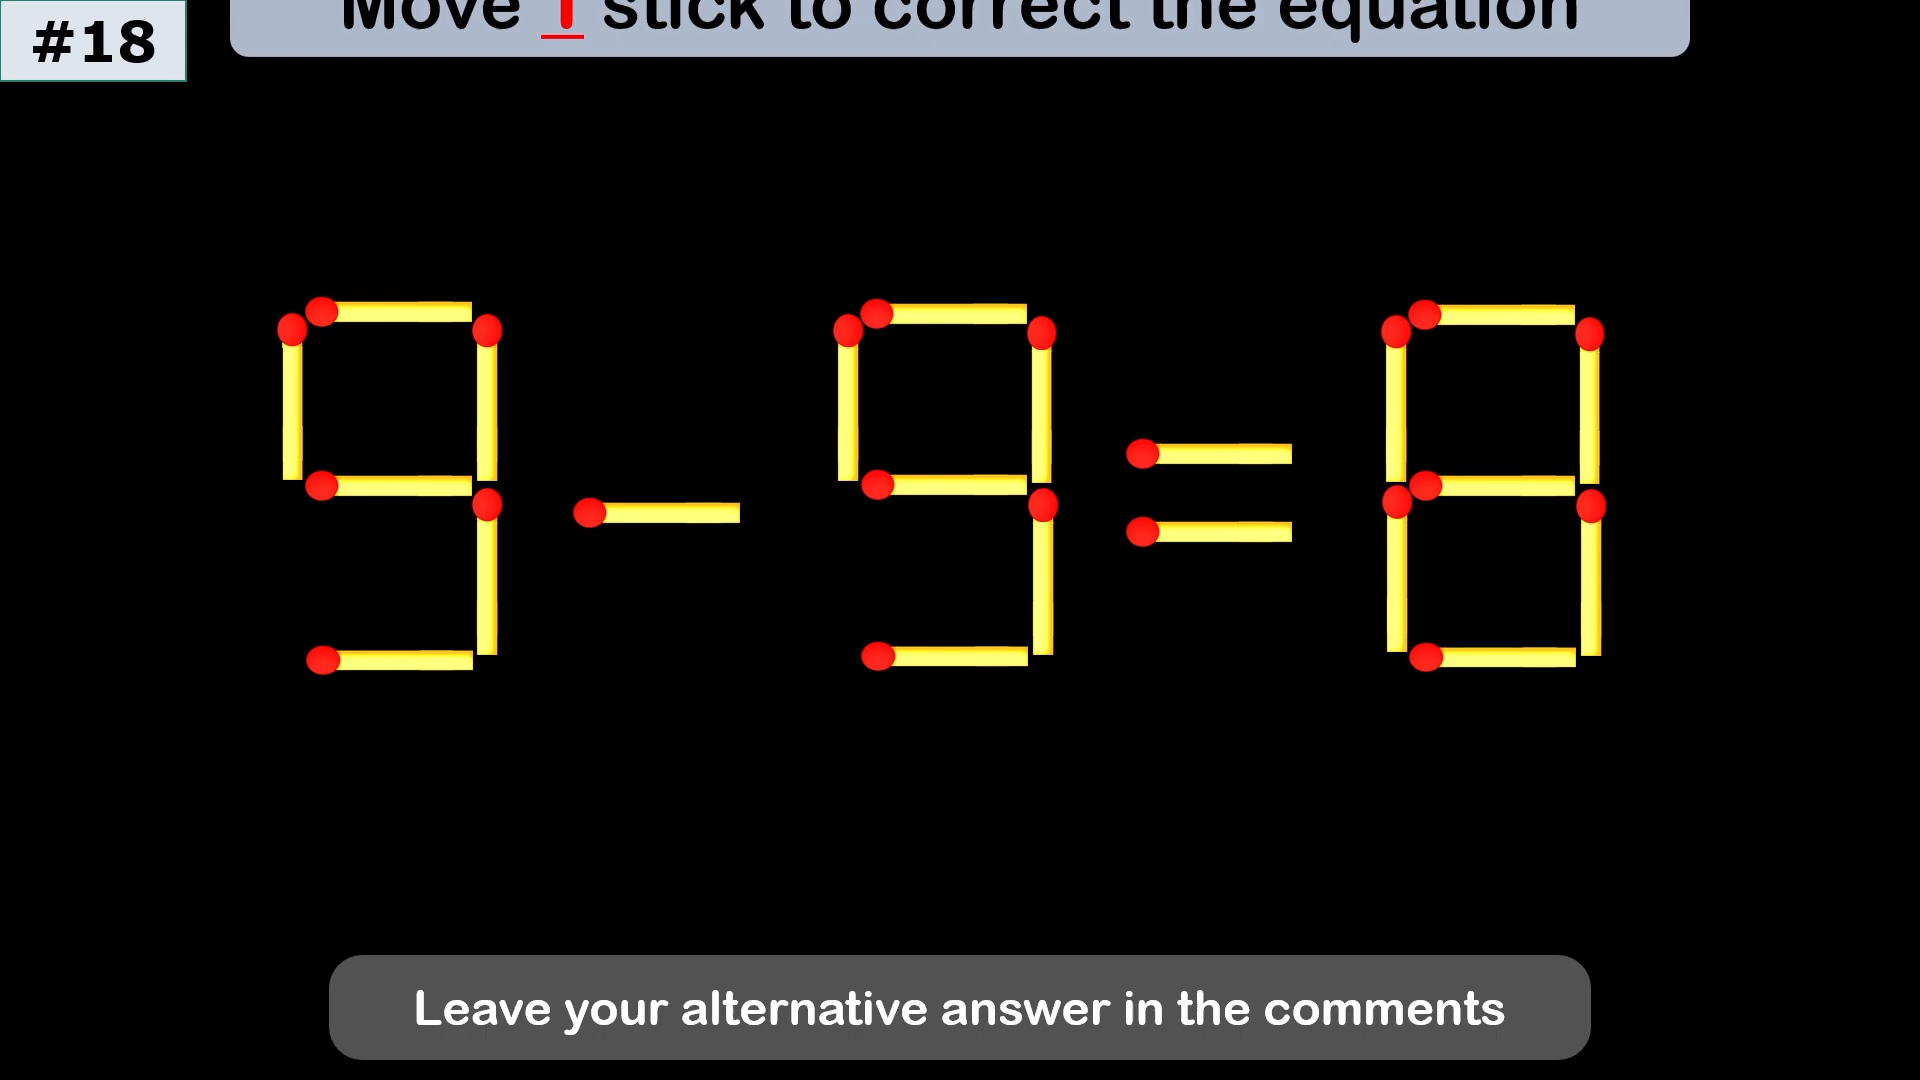 #18
Move 1 stick to correct the equation
9-9=8
Leave your alternative answer in the comments